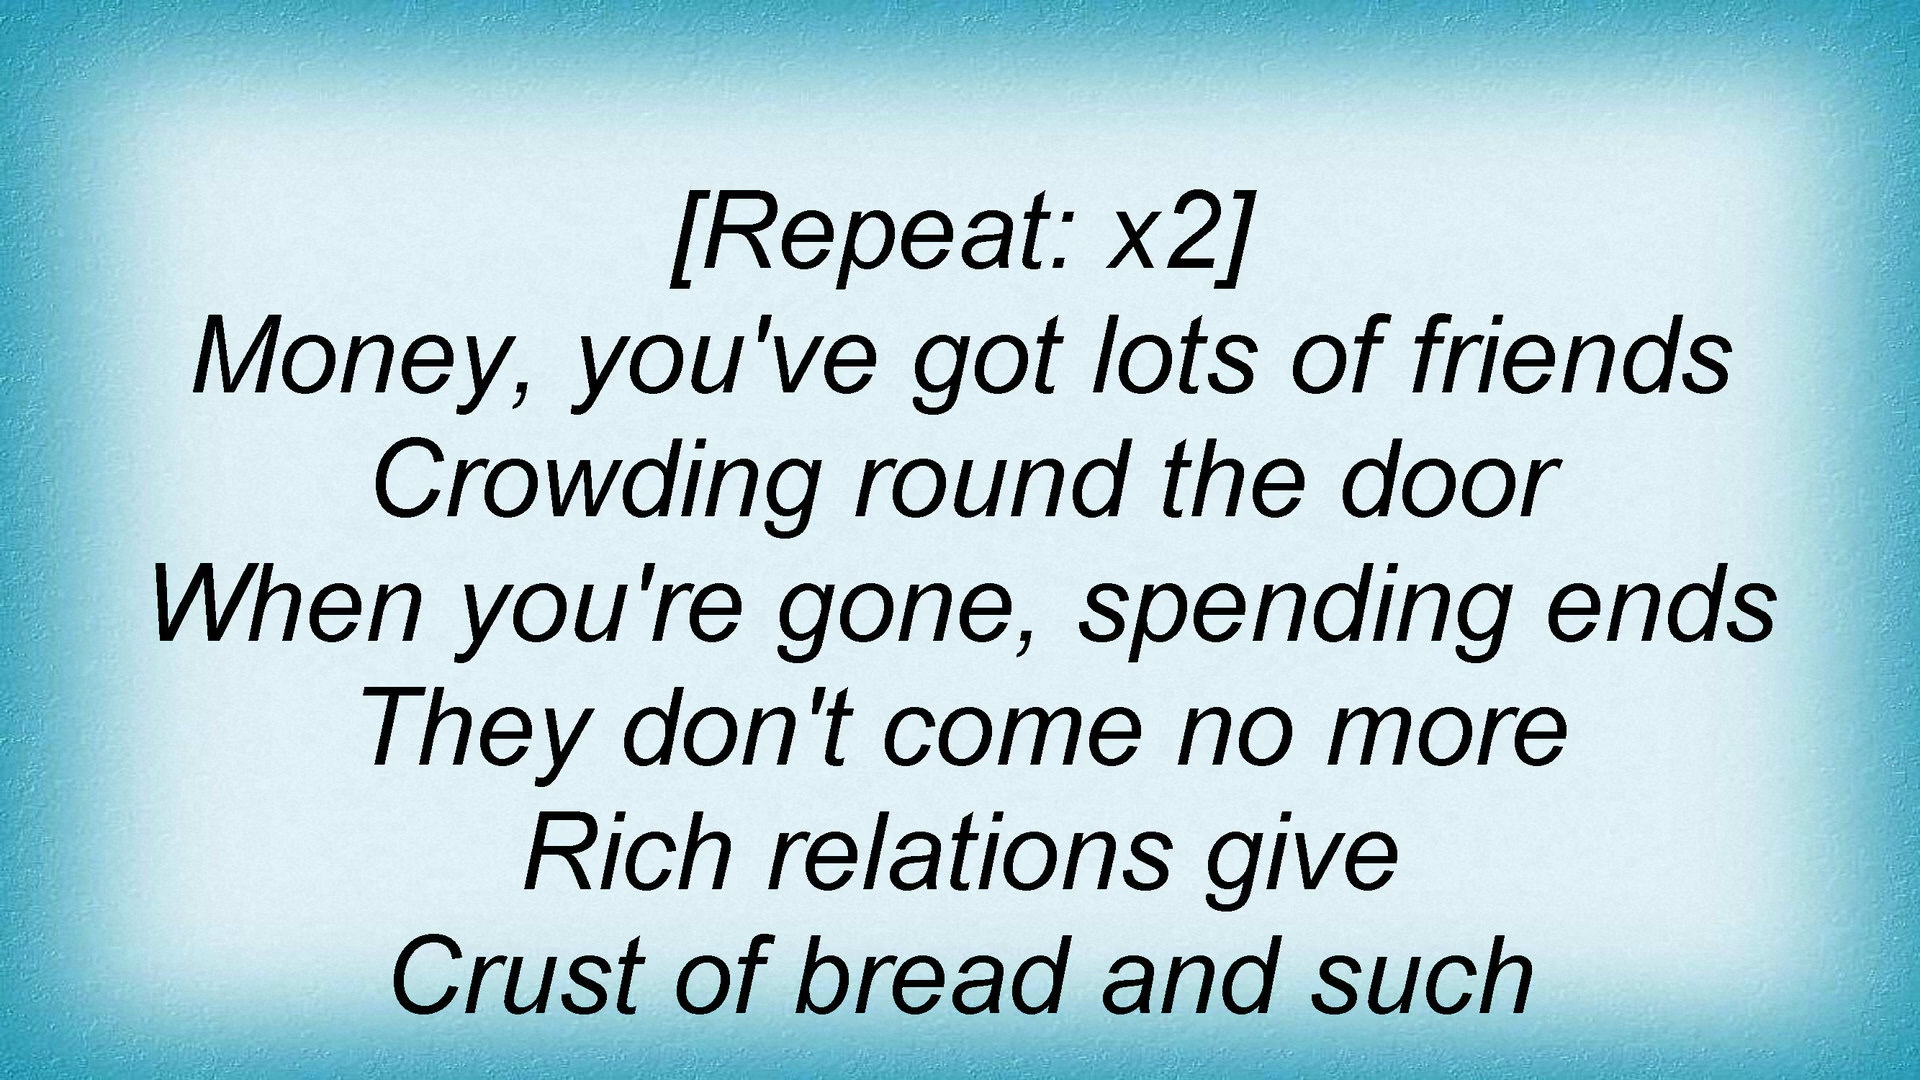 [Repeat: x2]
Money, you've got lots of friends
Crowding round the door
When you're gone, spending ends
They don't come no more
Rich relations give
Crust of bread and such